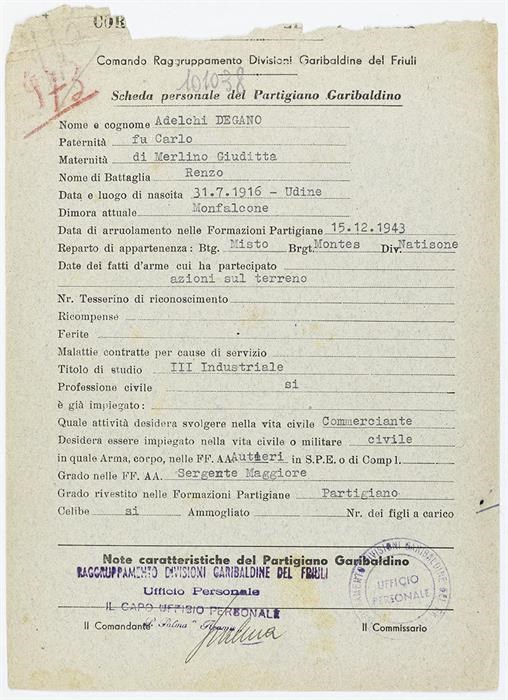 COR
Comando Raggruppamento Divisioni Garibaldine del Friuli
101038
Scheda personale del Partigiano Garibaldino
Nome e cognome Adelchi DEGANO
Paternità fu Carlo
Maternità di Merlino Giuditta
Nome di Battaglia Renzo
Data e luogo di nascita 31.7.1916 - Udine
Dimora attuale Monfalcone
Data di arruolamento nelle Formazioni Partigiane 15.12.1943
Reparto di appartenenza: Btg. Misto Brgt. Montes Div. Natisone
Date dei fatti d'arme cui ha partecipato
azioni sul terreno
Nr. Tesserino di riconoscimento
Ricompense
Ferite
Malattie contratte per cause di servizio
Titolo di studio III Industriale
Professione civile si
è già impiegato:
Quale attività desidera svolgere nella vita civile Commerciante
Desidera essere impiegato nella vita civile o militare civile
in quale Arma, corpo, nelle FF. AA. Autieri in S.P.E. o di Compl.
Grado nelle FF. AA. Sergente Maggiore
Grado rivestito nelle Formazioni Partigiane Partigiano
Celibe si Ammogliato Nr. dei figli a carico
Note caratteristiche del Partigiano Garibaldino
RAGGRUPPAMENTO DIVISIONI GARIBALDINE DEL FRIULI
Ufficio Personale
IL CAPO UFFICIO PERSONALE
UFFICIO
PERSONALE
Il Comandante Il Commissario